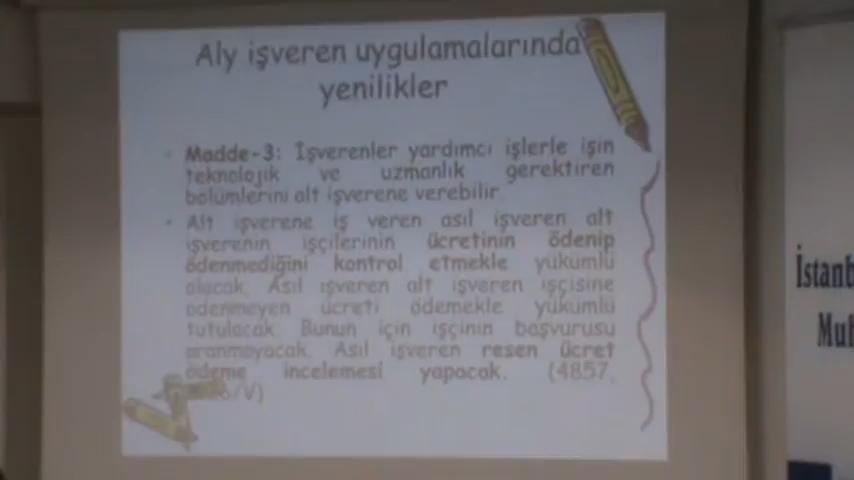 Aly işveren uygulamalarında
yenilikler
Madde-3: İşverenler yardımcı işlerle işin
teknolojik ve uzmanlık gerektiren
bölümlerini alt işverene verebilir.
Alt işverene iş veren asıl işveren alt
işverenin işçilerinin ücretinin ödenip
ödenmediğini kontrol etmekle yükümlü
olacak. Asıl işveren alt işveren işçisine
ödenmeyen ücreti ödemekle yükümlü
tutulacak. Bunun için işçinin başvurusu
aranmayacak. Asıl işveren resen ücret
ödeme incelemesi yapacak. (4857,
/V)
İstanb
Muh